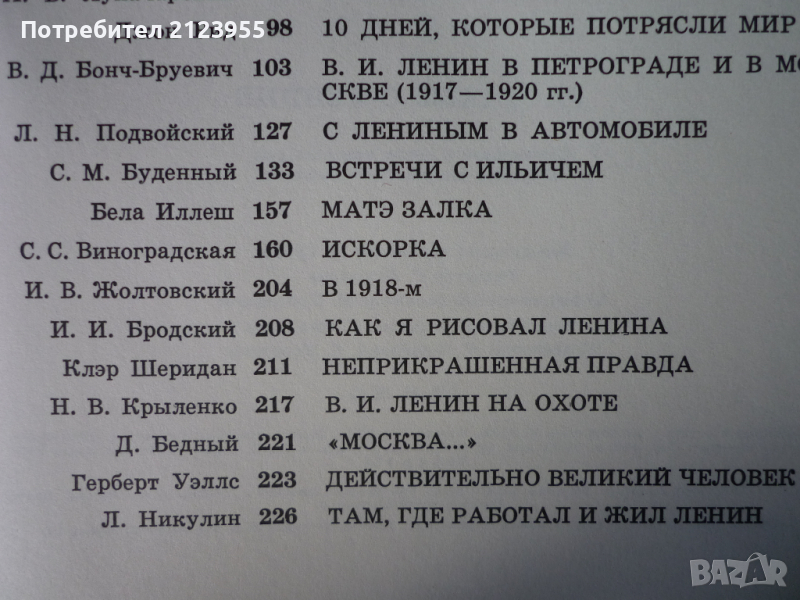 Потребител 2123955
98 10 ДНЕЙ, КОТОРЫЕ ПОТРЯСЛИ МИР
В. Д. Бонч-Бруевич 103 В. И. ЛЕНИН В ПЕТРОГРАДЕ И В МО
СКВЕ (1917—1920 гг.)
Л. Н. Подвойский 127 С ЛЕНИНЫМ В АВТОМОБИЛЕ
С. М. Буденный 133 ВСТРЕЧИ С ИЛЬИЧЕМ
Бела Иллеш 157 МАТЭ ЗАЛКА
С. С. Виноградская 160 ИСКОРКА
И. В. Жолтовский 204 В 1918-м
И. И. Бродский 208 КАК Я РИСОВАЛ ЛЕНИНА
Клэр Шеридан 211 НЕПРИКРАШЕННАЯ ПРАВДА
Н. В. Крыленко 217 В. И. ЛЕНИН НА ОХОТЕ
Д. Бедный 221 «МОСКВА...»
Герберт Уэллс 223 ДЕЙСТВИТЕЛЬНО ВЕЛИКИЙ ЧЕЛОВЕК
Л. Никулин 226 ТАМ, ГДЕ РАБОТАЛ И ЖИЛ ЛЕНИН
BAZAR